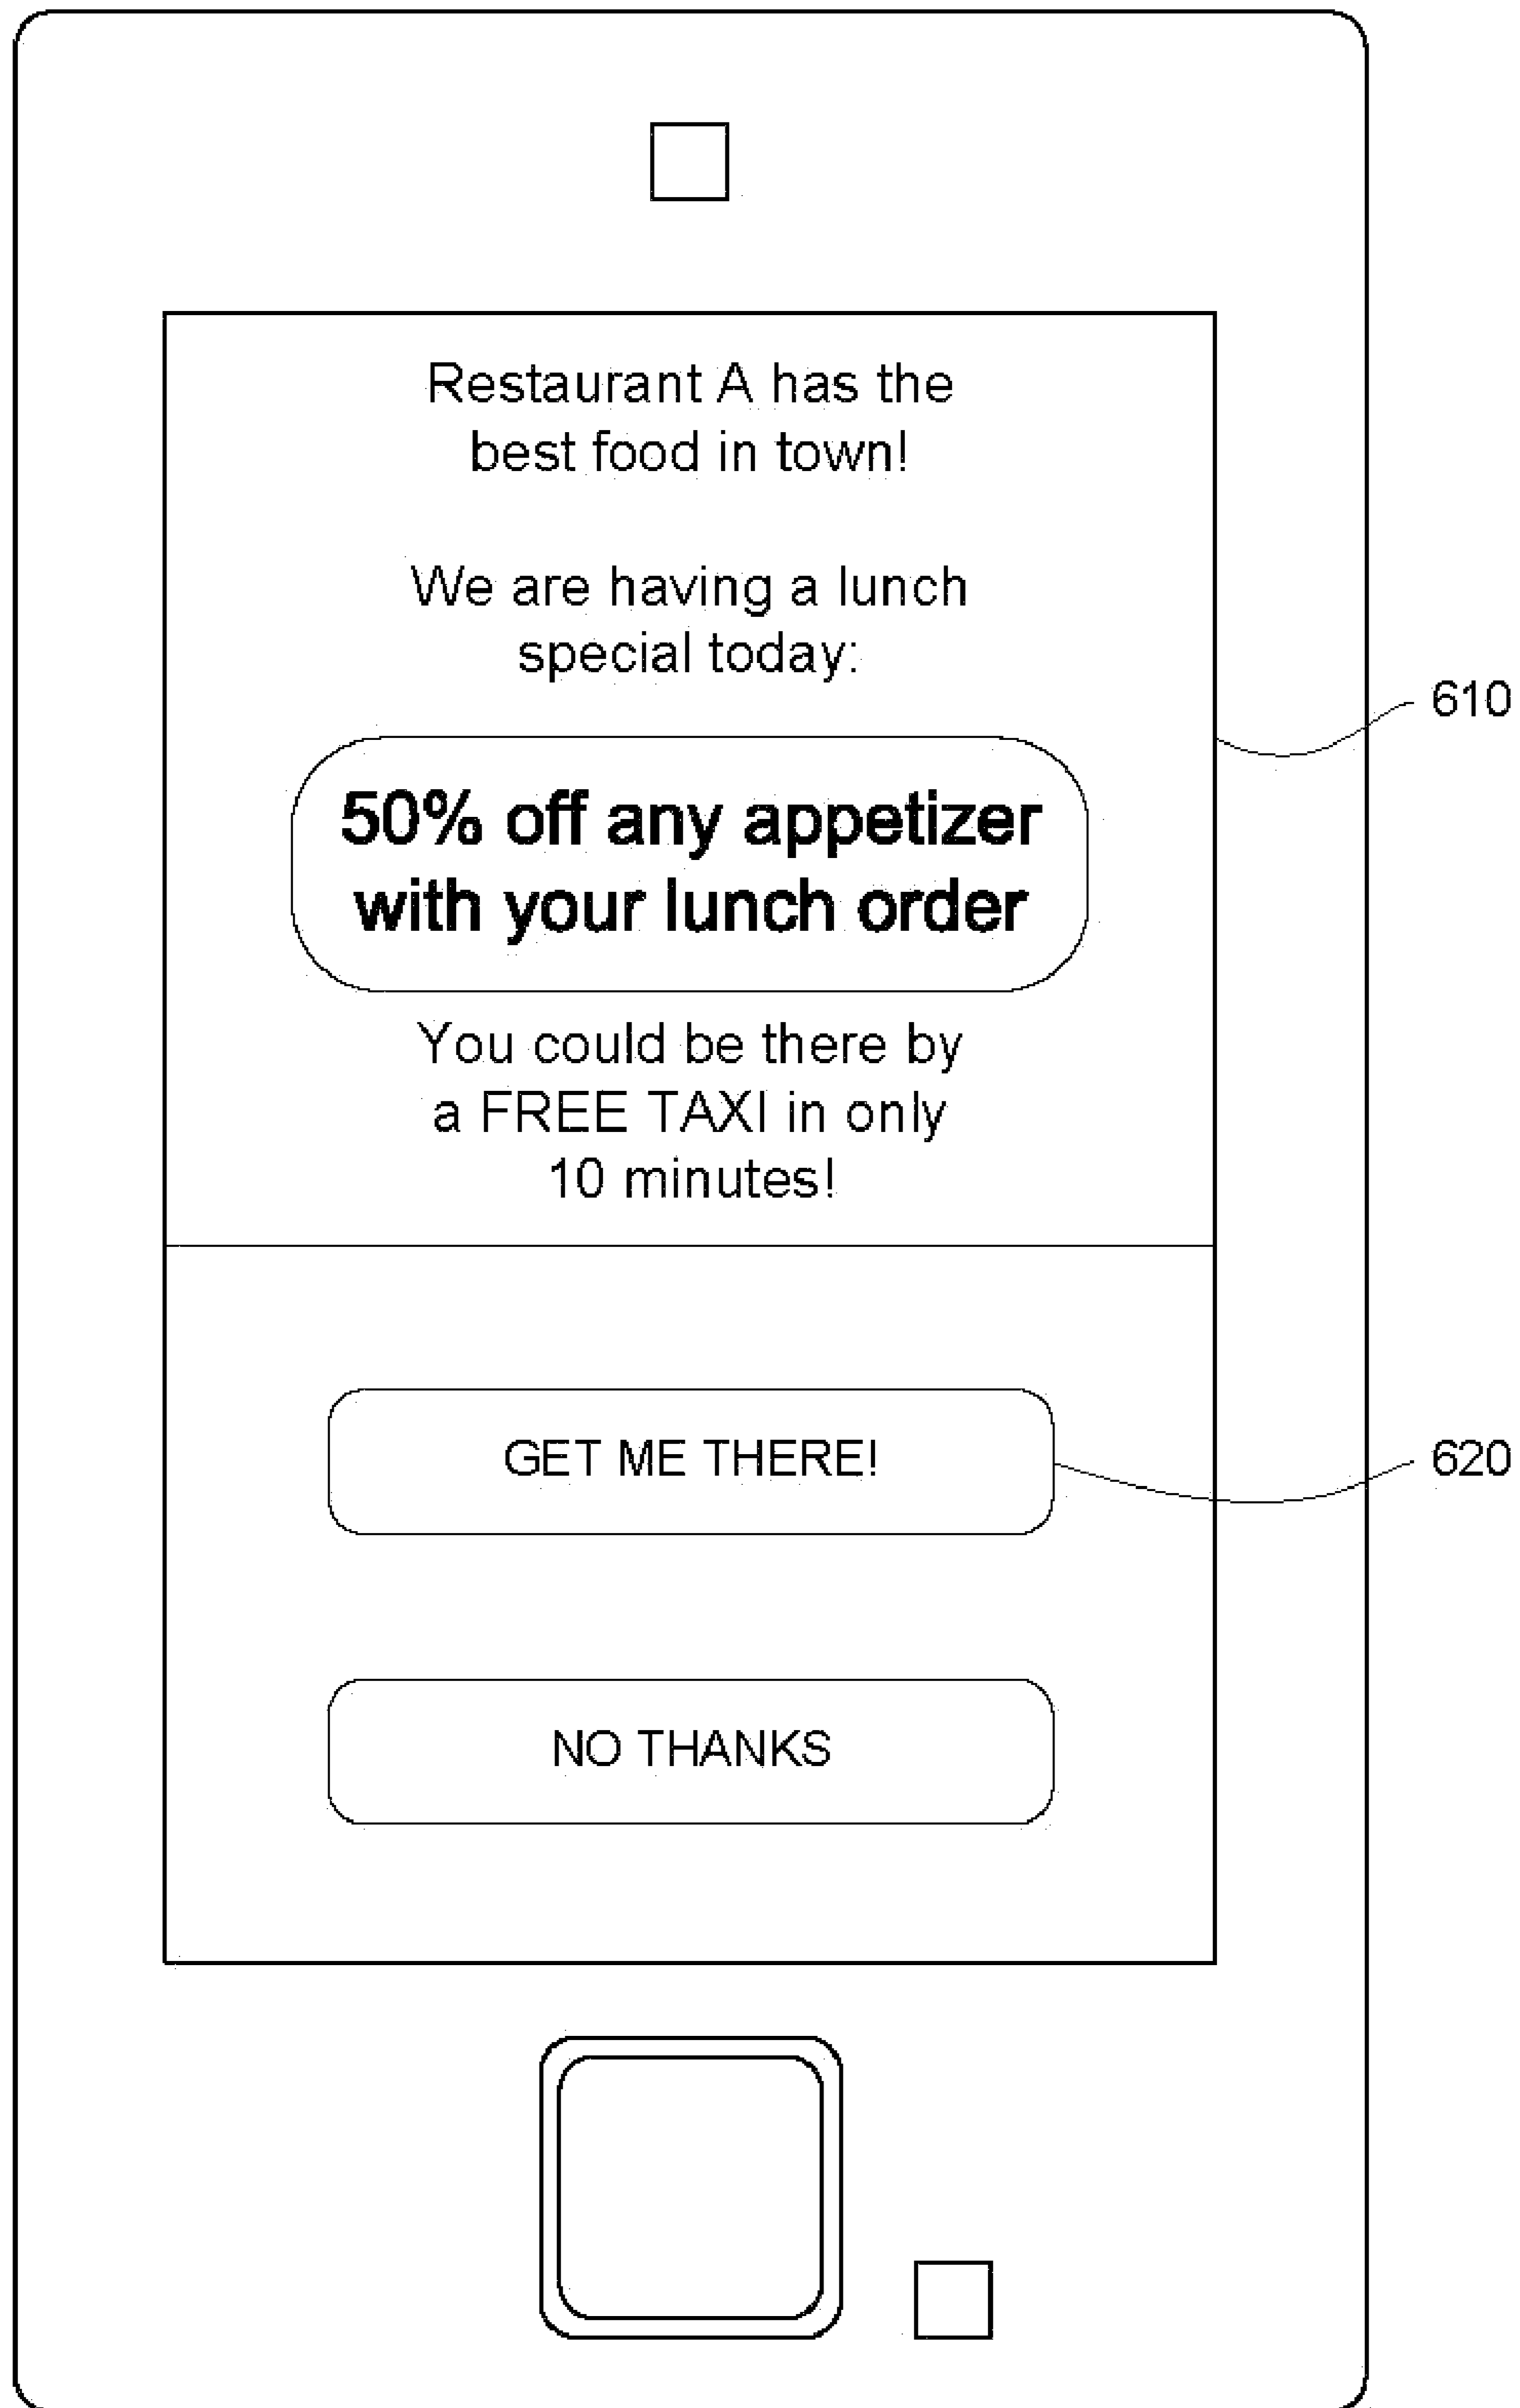 Restaurant A has the
best food in town!
We are having a lunch
special today:
610
50% off any appetizer
with your lunch order
You could be there by
a FREE TAXI in only
10 minutes!
GET ME THERE!
620
NO THANKS